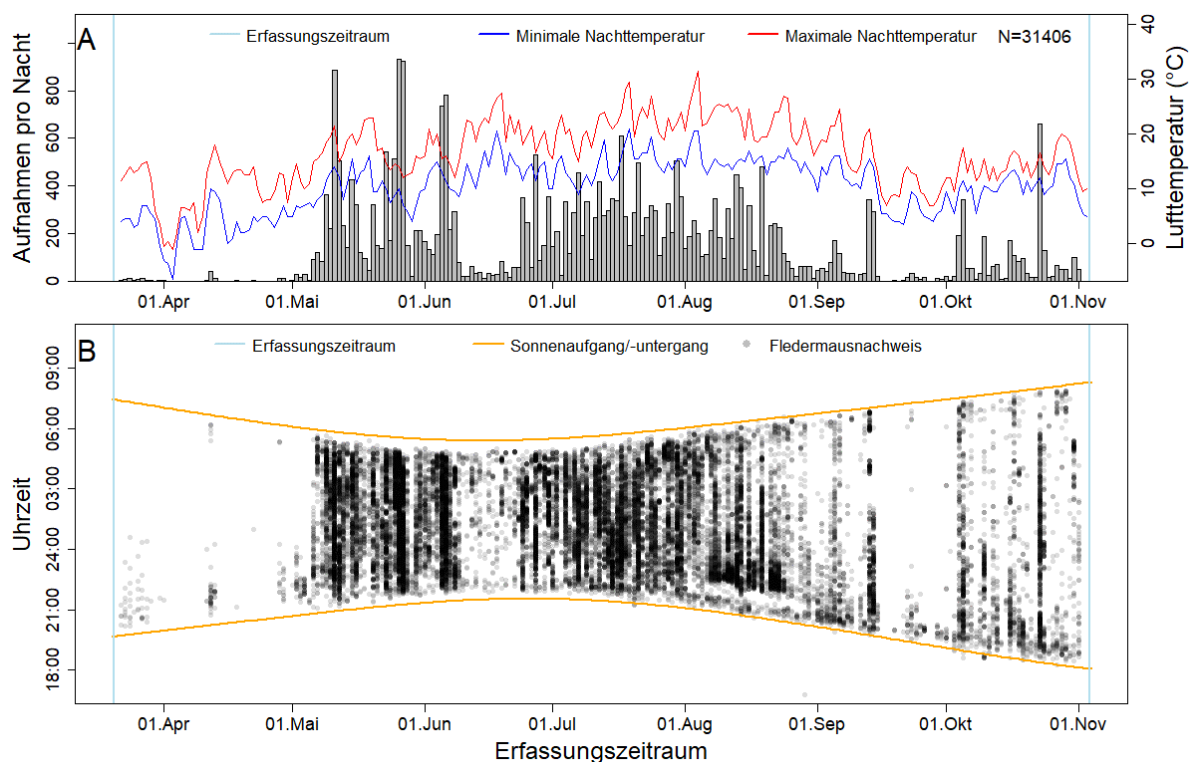 A Erfassungszeitraum Minimale Nachttemperatur Maximale Nachttemperatur N=31406
Aufnahmen pro Nacht
0 200 400 600 800
Lufttemperatur (°C)
0 10 20 30 40
01.Apr 01.Mai 01.Jun 01.Jul 01.Aug 01.Sep 01.Okt 01.Nov
B Erfassungszeitraum Sonnenaufgang/-untergang Fledermausnachweis
Uhrzeit
18:00 21:00 24:00 03:00 06:00 09:00
01.Apr 01.Mai 01.Jun 01.Jul 01.Aug 01.Sep 01.Okt 01.Nov
Erfassungszeitraum